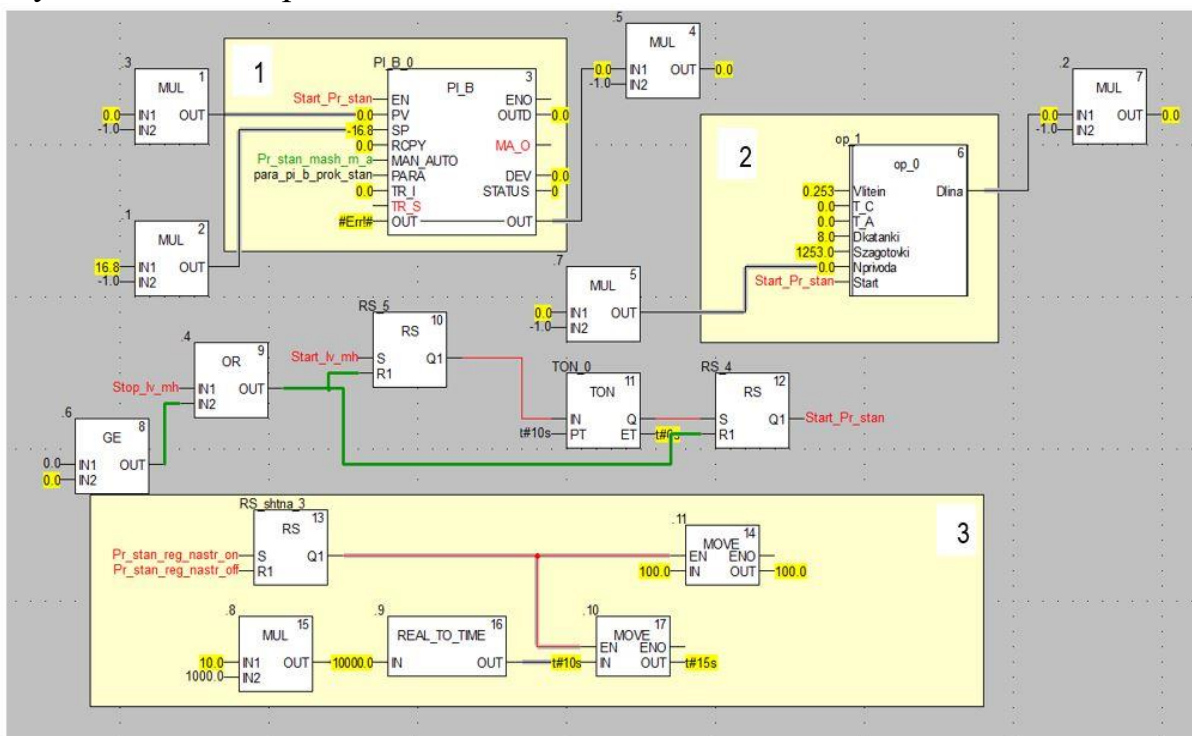 .3
1
MUL
0.0 IN1 OUT
-1.0 IN2
1
PI_B_0
3
PI_B
Start_Pr_stan EN ENO
0.0 PV OUTD 0.0
-16.8 SP
0.0 RCPY MA_O
Pr_stan_mash_m_a MAN_AUTO
para_pi_b_prok_stan PARA DEV 0.0
0.0 TR_I STATUS 0
TR_S
#Err!# OUT OUT
.5
4
MUL
0.0 IN1 OUT 0.0
-1.0 IN2
.2
7
MUL
0.0 IN1 OUT 0.0
-1.0 IN2
2
op_1
6
op_0
0.253 Vlitein Dlina
0.0 T_C
0.0 T_A
8.0 Dkatanki
1253.0 Szagotovki
0.0 Nprivoda
Start_Pr_stan Start
.1
2
MUL
16.8 IN1 OUT
-1.0 IN2
.7
5
MUL
0.0 IN1 OUT
-1.0 IN2
RS_5
10
RS
Start_lv_mh S Q1
R1
.4
9
OR
Stop_lv_mh IN1 OUT
IN2
TON_0
11
TON
IN Q
t#10s PT ET t#0s
RS_4
12
RS
S Q1 Start_Pr_stan
R1
.6
8
GE
0.0 IN1 OUT
0.0 IN2
3
RS_shtna_3
13
RS
Pr_stan_reg_nastr_on S Q1
Pr_stan_reg_nastr_off R1
.11
14
MOVE
EN ENO
100.0 IN OUT 100.0
.8
15
MUL
10.0 IN1 OUT
1000.0 IN2
.9
16
REAL_TO_TIME
10000.0 IN OUT
.10
17
MOVE
EN ENO
t#10s IN OUT t#15s